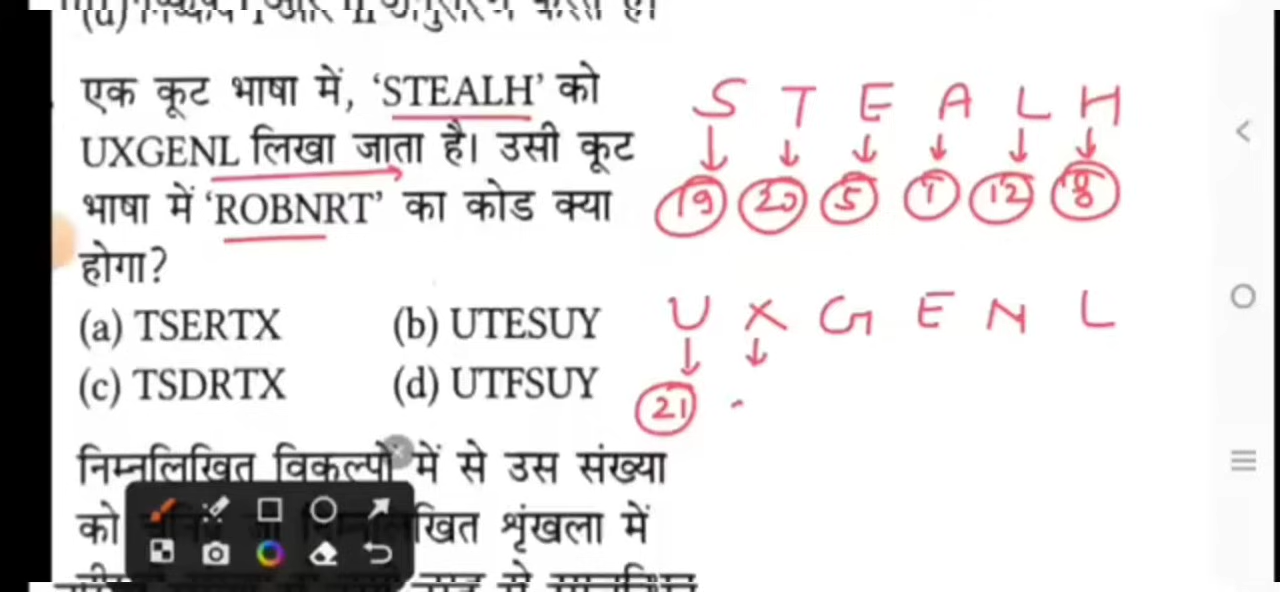 एक कूट भाषा में, ‘STEALH’ को
UXGENL लिखा जाता है। उसी कूट
भाषा में ‘ROBNRT’ का कोड क्या
होगा?
(a) TSERTX (b) UTESUY
(c) TSDRTX (d) UTFSUY
निम्नलिखित विकल्पों में से उस संख्या
को
शृंखला में
S T E A L H
19 20 5 1 12 8
U X G E N L
21